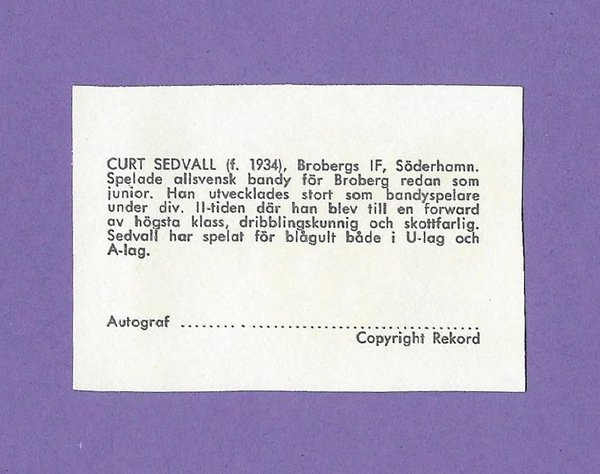 CURT SEDVALL (f. 1934), Brobergs IF, Söderhamn.
Spelade allsvensk bandy för Broberg redan som
junior. Han utvecklades stort som bandyspelare
under div. II-tiden där han blev till en forward
av högsta klass, dribblingskunnig och skottfarlig.
Sedvall har spelat för blågult både i U-lag och
A-lag.
Autograf ................................................
Copyright Rekord